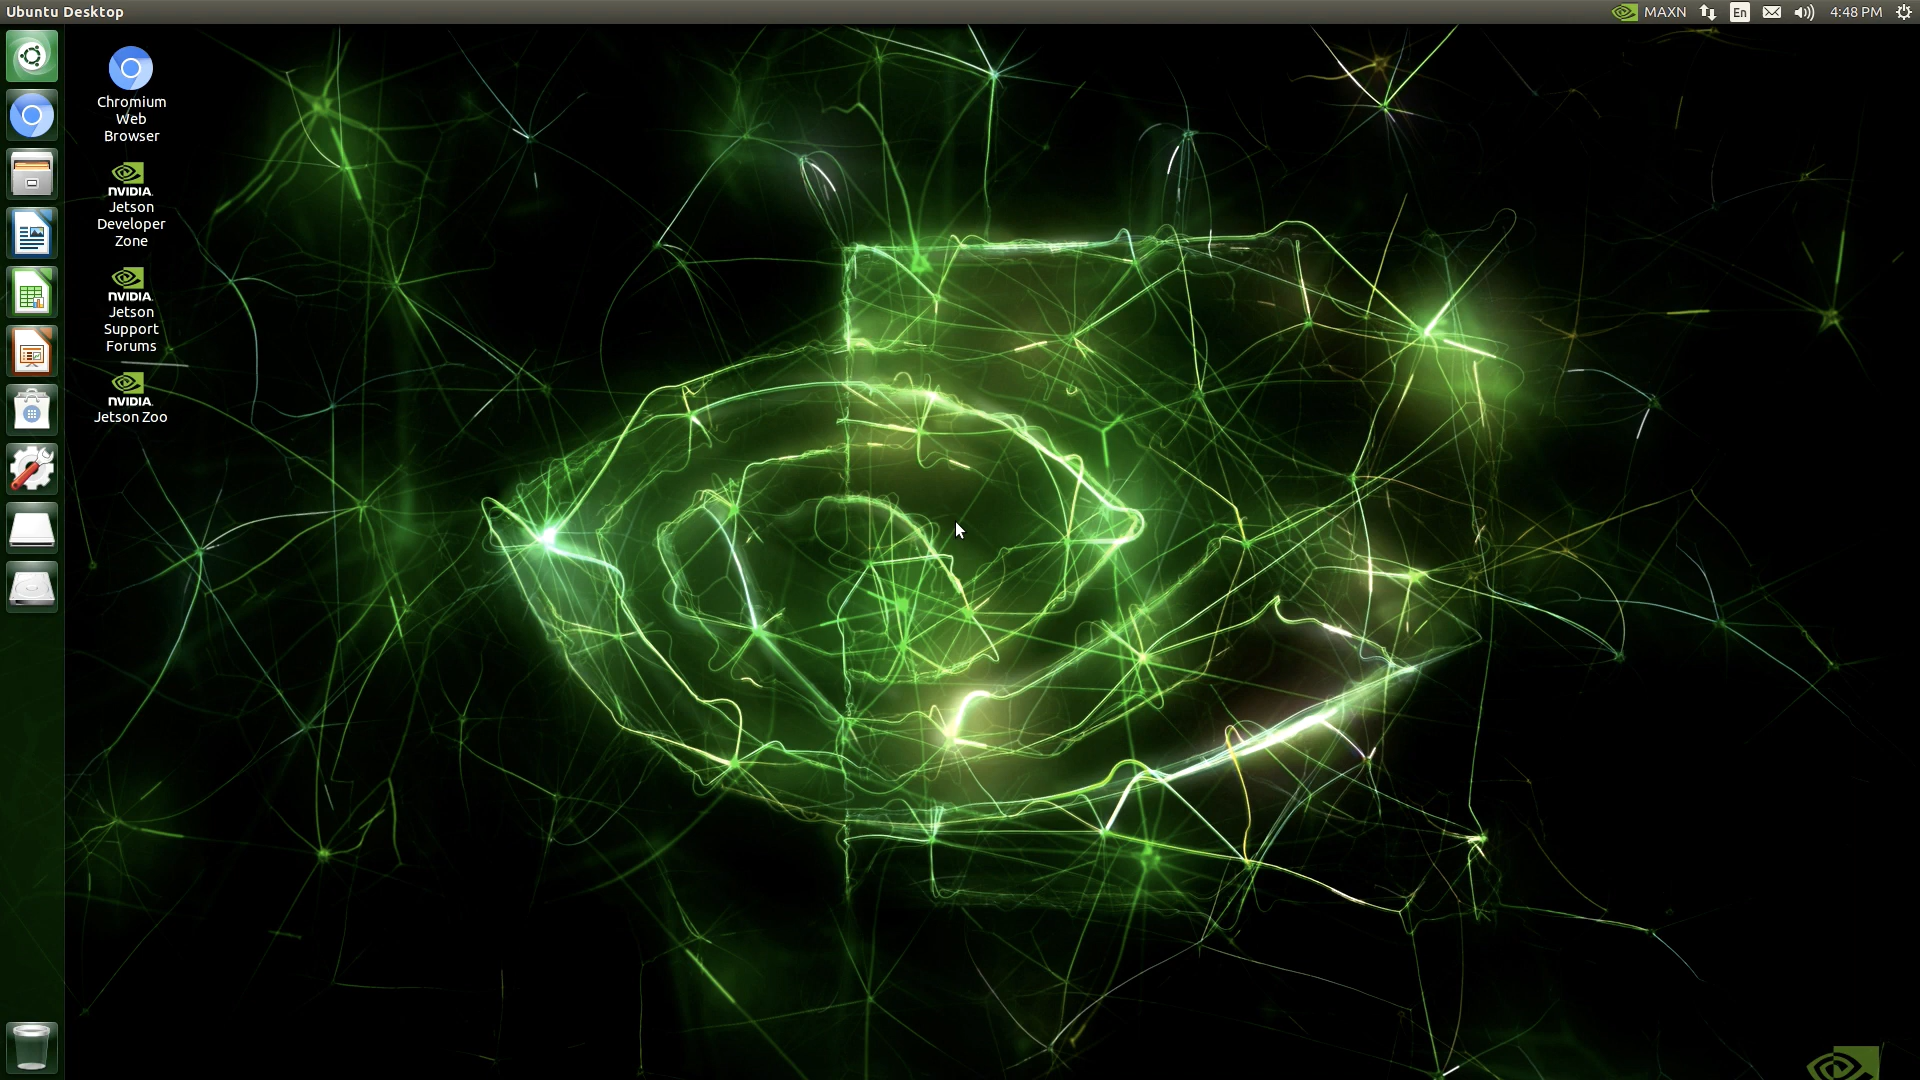 Ubuntu Desktop
MAXN
En
4:48 PM
Chromium
Web
Browser
NVIDIA.
Jetson
Developer
Zone
NVIDIA.
Jetson
Support
Forums
NVIDIA.
Jetson Zoo